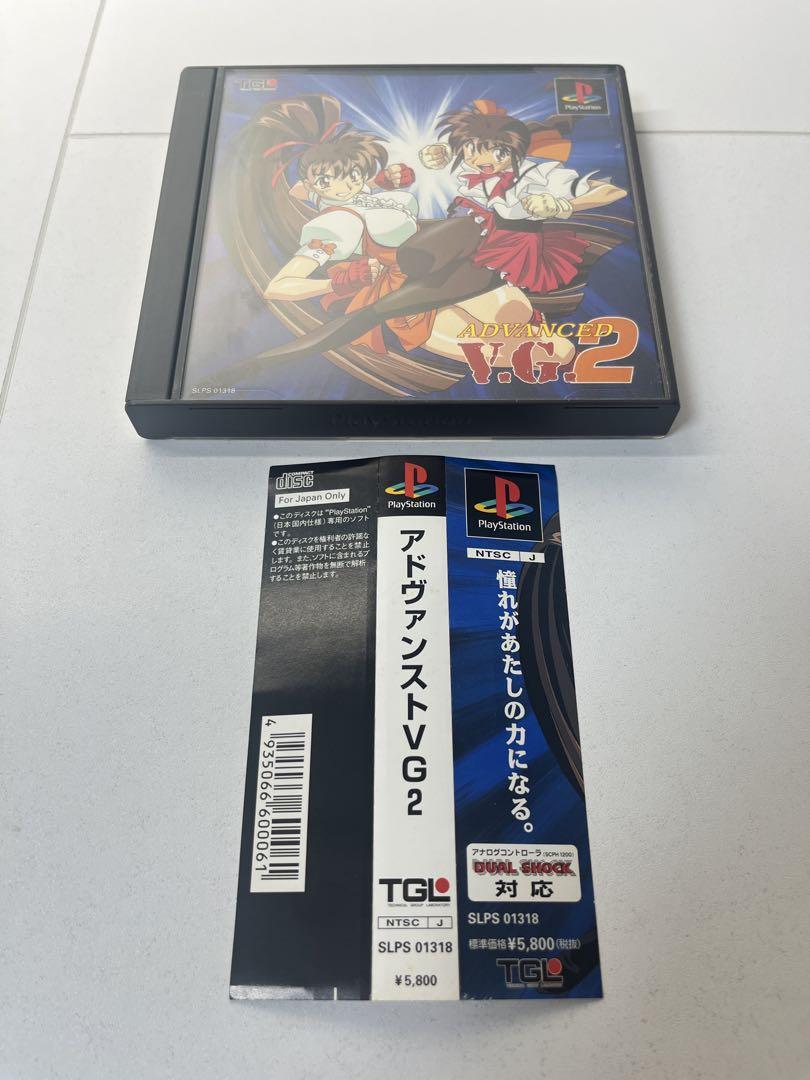 TGL
PlayStation
ADVANCED
V.G.2
SLPS 01318
PlayStation
COMPACT
disc
For Japan Only
●このディスクは"PlayStation"
(日本国内仕様)専用のソフト
です。
●このディスクを権利者の許諾な
く賃貸業に使用することを禁止
します。また、ソフトに含まれるプ
ログラム等著作物を無断で解析
することを禁止します。
4 935066 600061
PlayStation
アドヴァンストVG2
TGL
TECHNICAL GROUP LABORATORY
NTSC J
SLPS 01318
¥5,800
PlayStation
NTSC J
憧れがあたしの力になる。
アナログコントローラ(SCPH 1200)
DUAL SHOCK
対応
SLPS 01318
標準価格¥5,800(税抜)
TGL